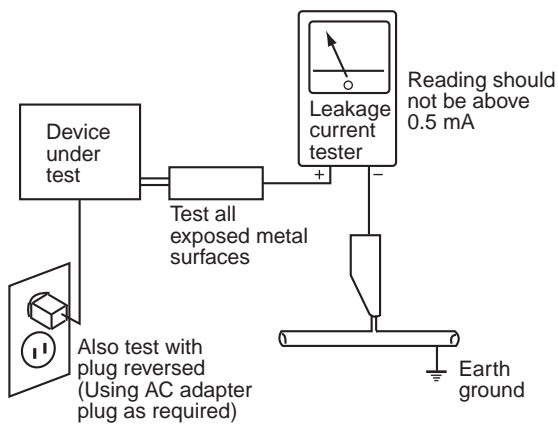 Device
under
test
Leakage
current
tester
Reading should
not be above
0.5 mA
+
–
Test all
exposed metal
surfaces
Also test with
plug reversed
(Using AC adapter
plug as required)
Earth
ground